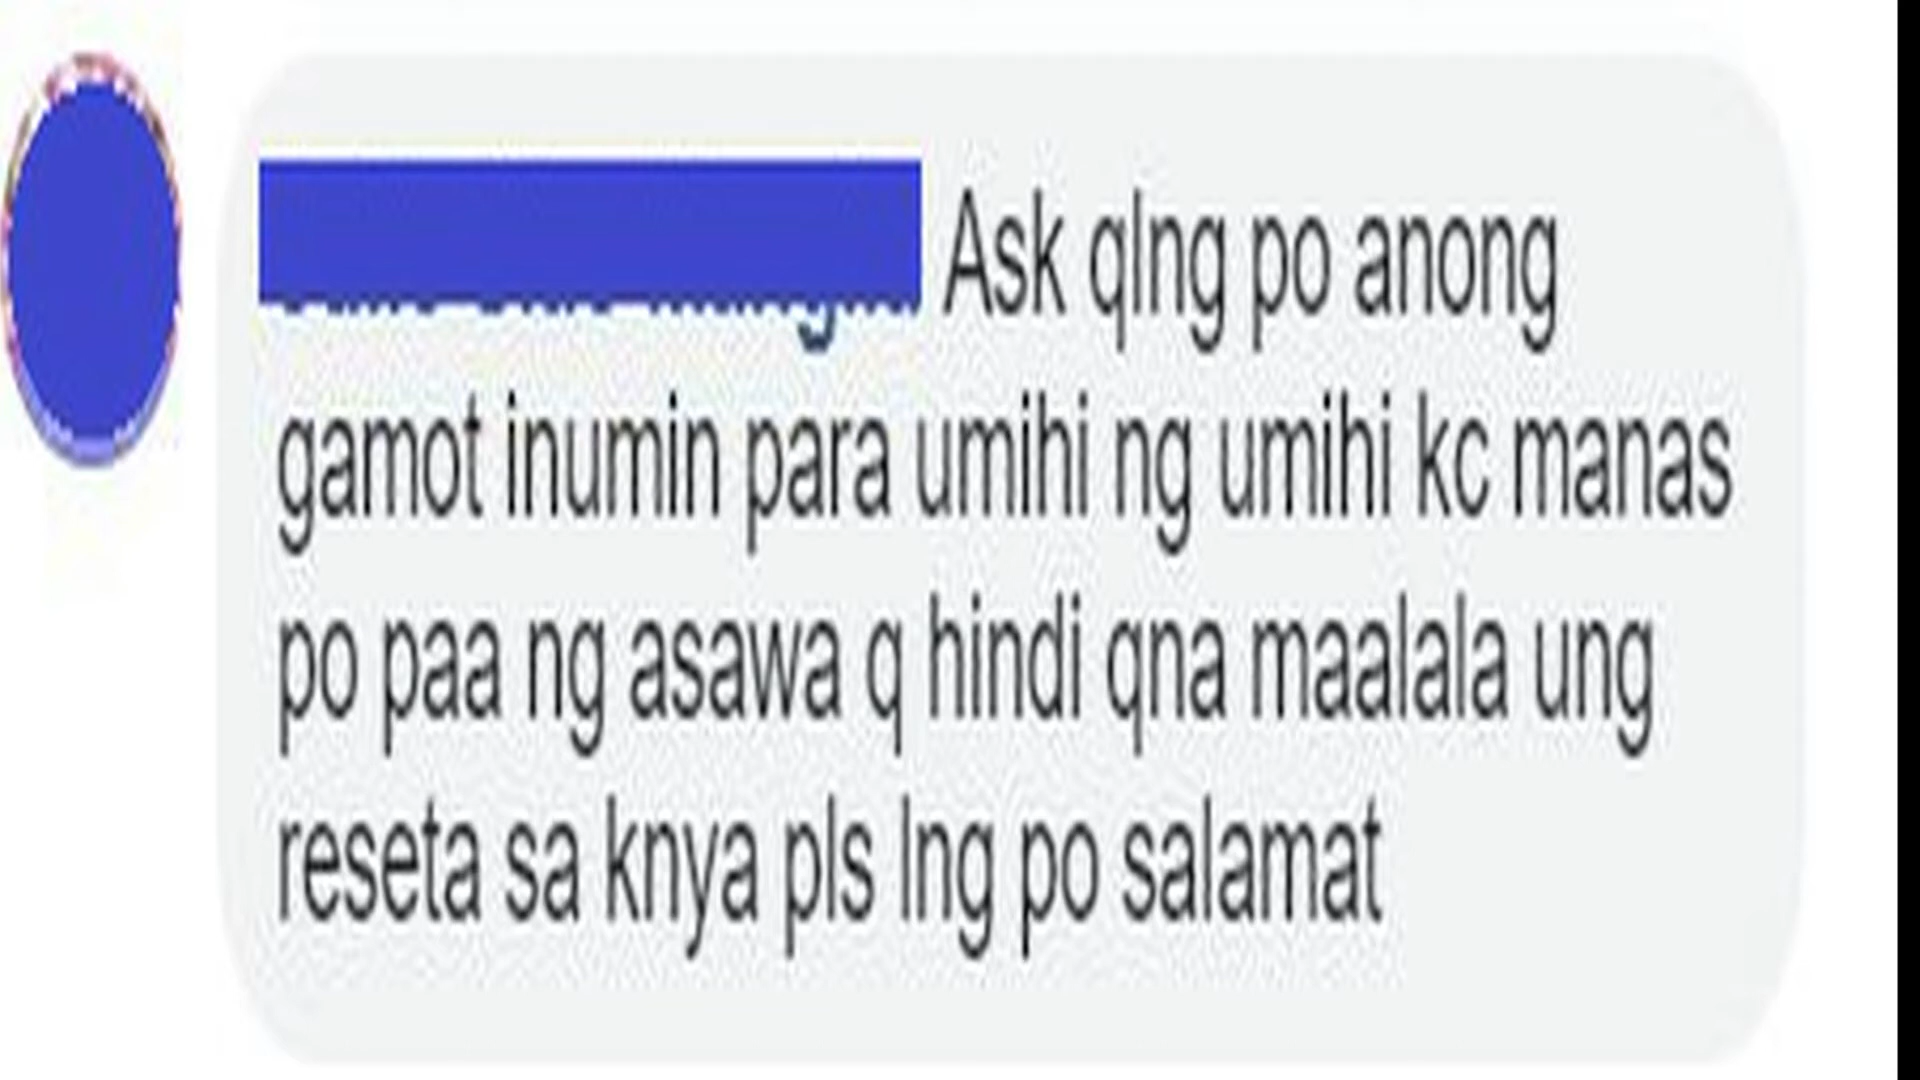 Ask qlng po anong
gamot inumin para umihi ng umihi kc manas
po paa ng asawa q hindi qna maalala ung
reseta sa knya pls lng po salamat